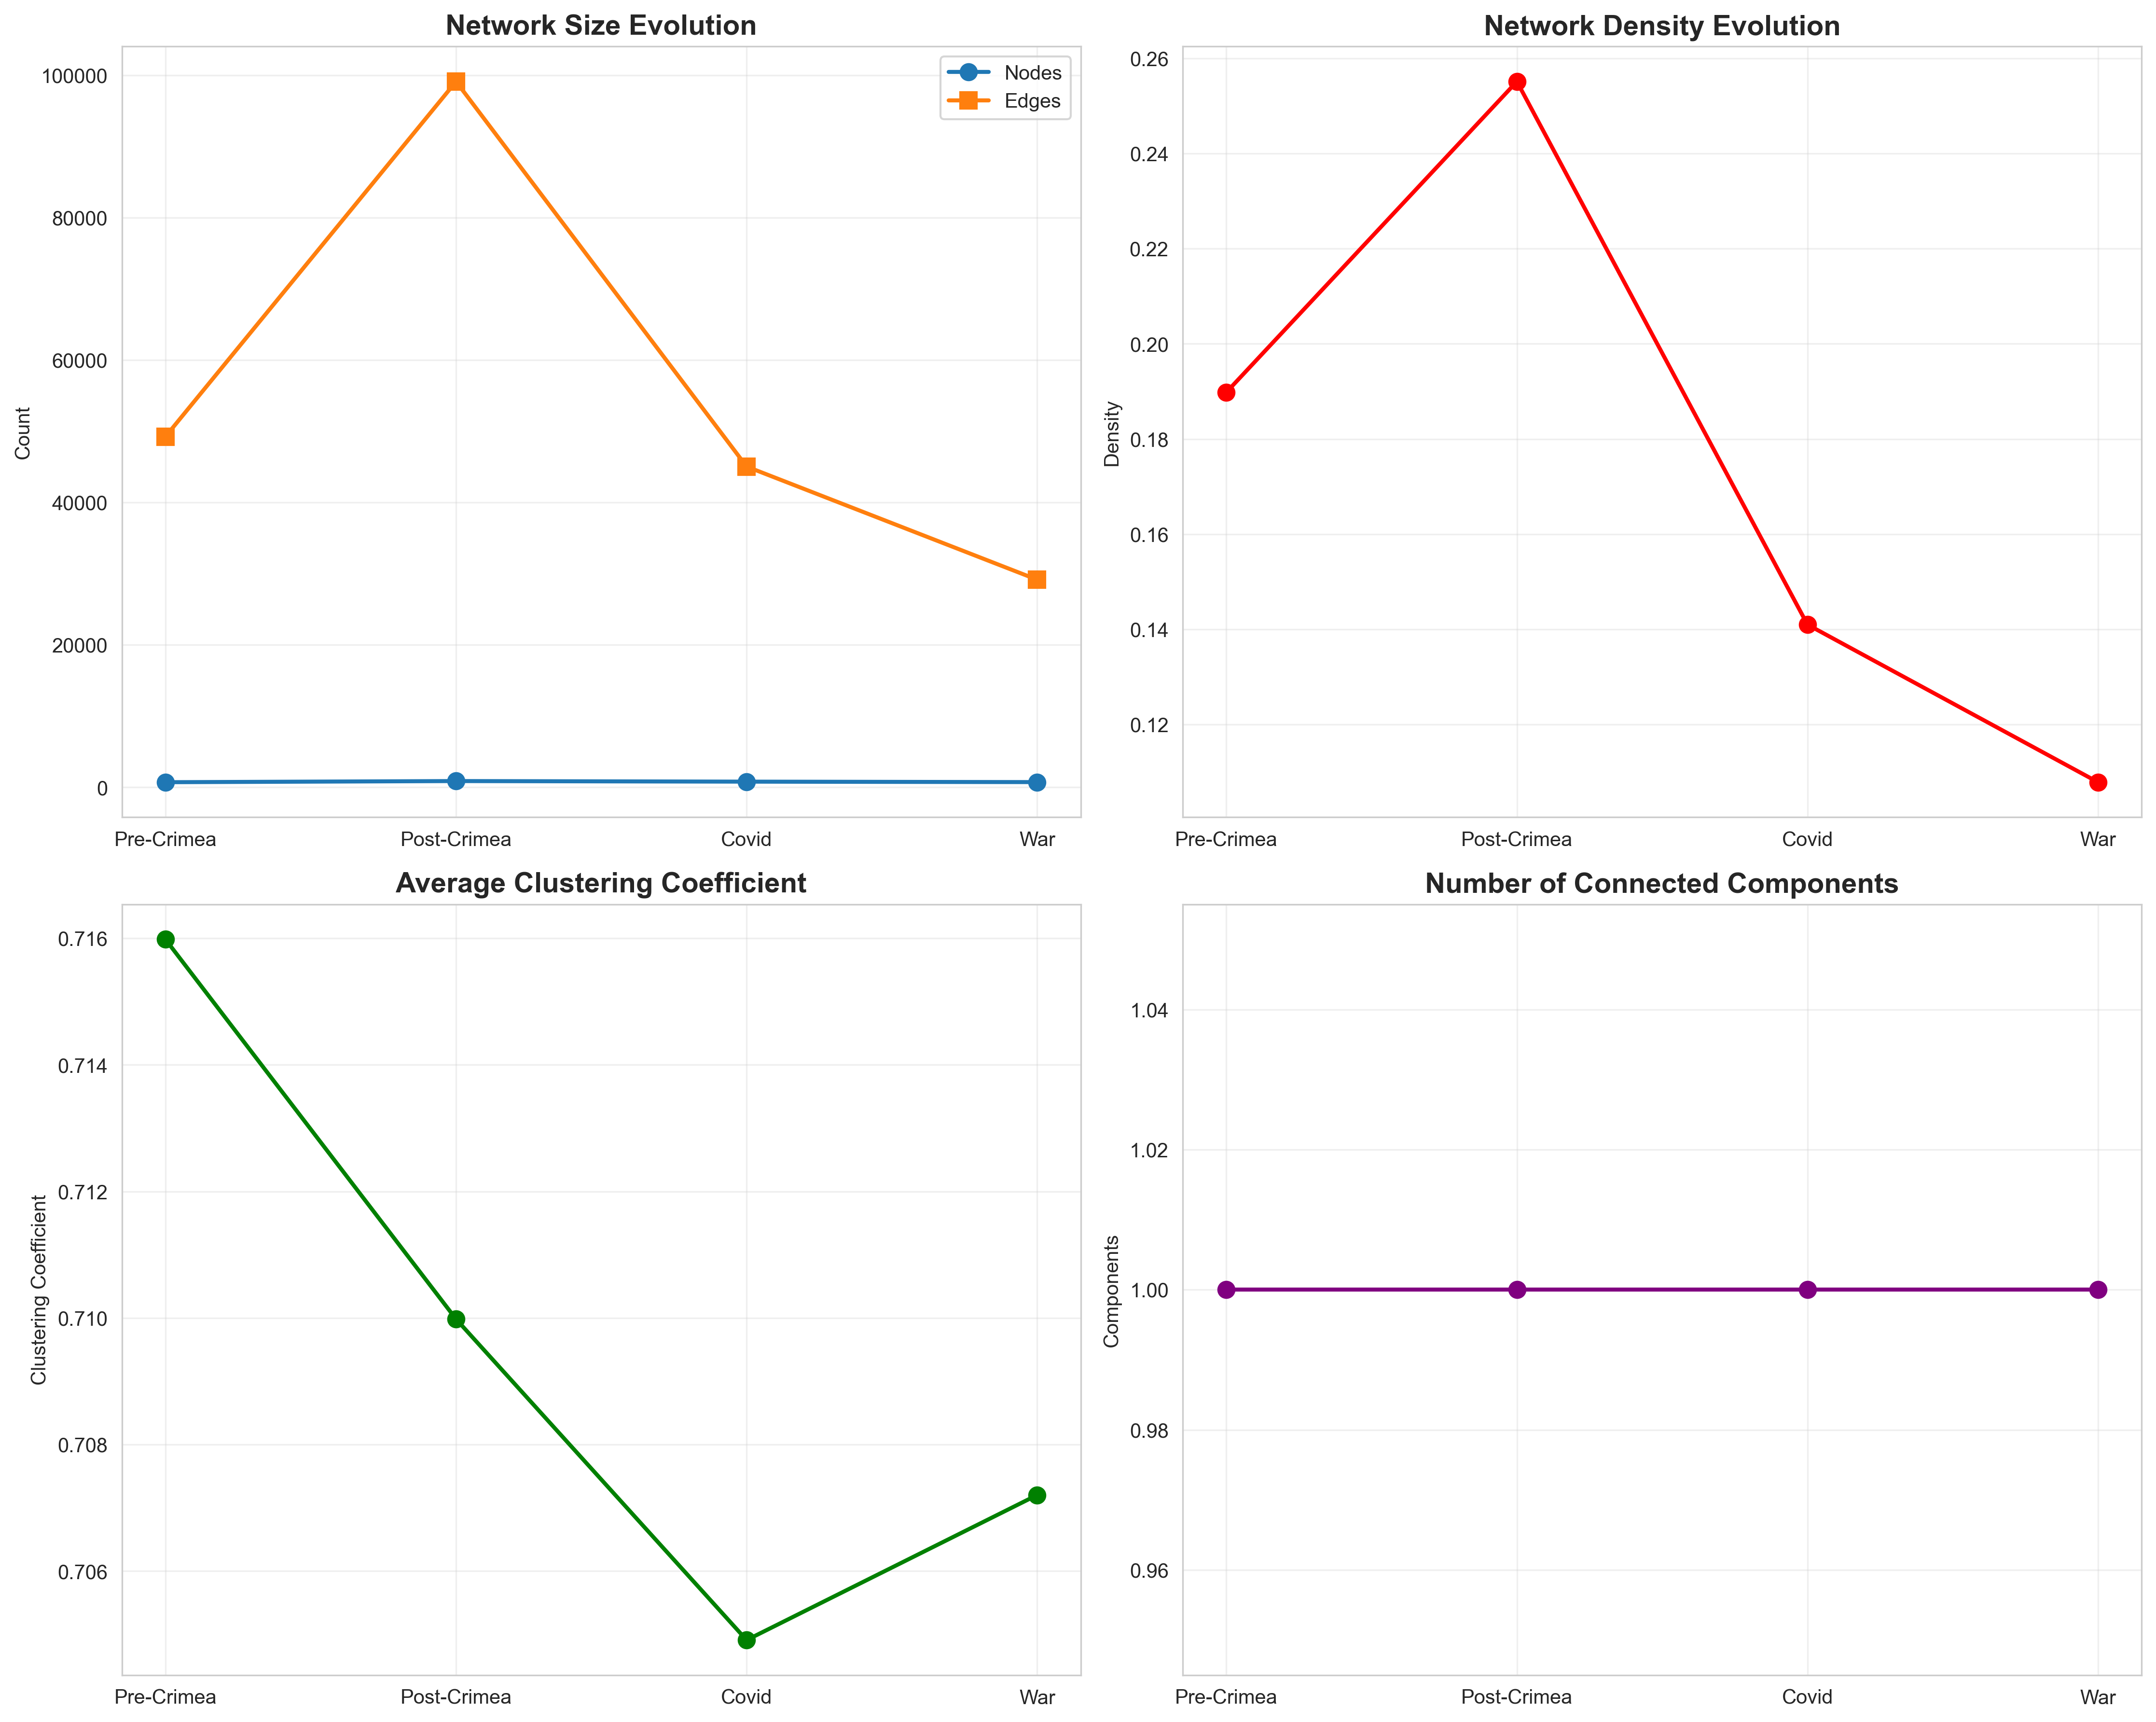 Network Size Evolution
100000
80000
60000
40000
20000
0
Count
Nodes
Edges
Pre-Crimea
Post-Crimea
Covid
War
Network Density Evolution
0.26
0.24
0.22
0.20
0.18
0.16
0.14
0.12
Density
Pre-Crimea
Post-Crimea
Covid
War
Average Clustering Coefficient
0.716
0.714
0.712
0.710
0.708
0.706
Clustering Coefficient
Pre-Crimea
Post-Crimea
Covid
War
Number of Connected Components
1.04
1.02
1.00
0.98
0.96
Components
Pre-Crimea
Post-Crimea
Covid
War